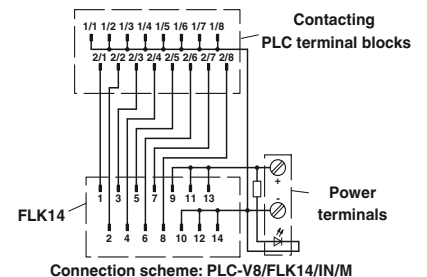 Contacting
PLC terminal blocks
1/1 1/2 1/3 1/4 1/5 1/6 1/7 1/8
2/1 2/2 2/3 2/4 2/5 2/6 2/7 2/8
1 3 5 7 9 11 13
+
-
Power
terminals
FLK14
2 4 6 8 10 12 14
Connection scheme: PLC-V8/FLK14/IN/M